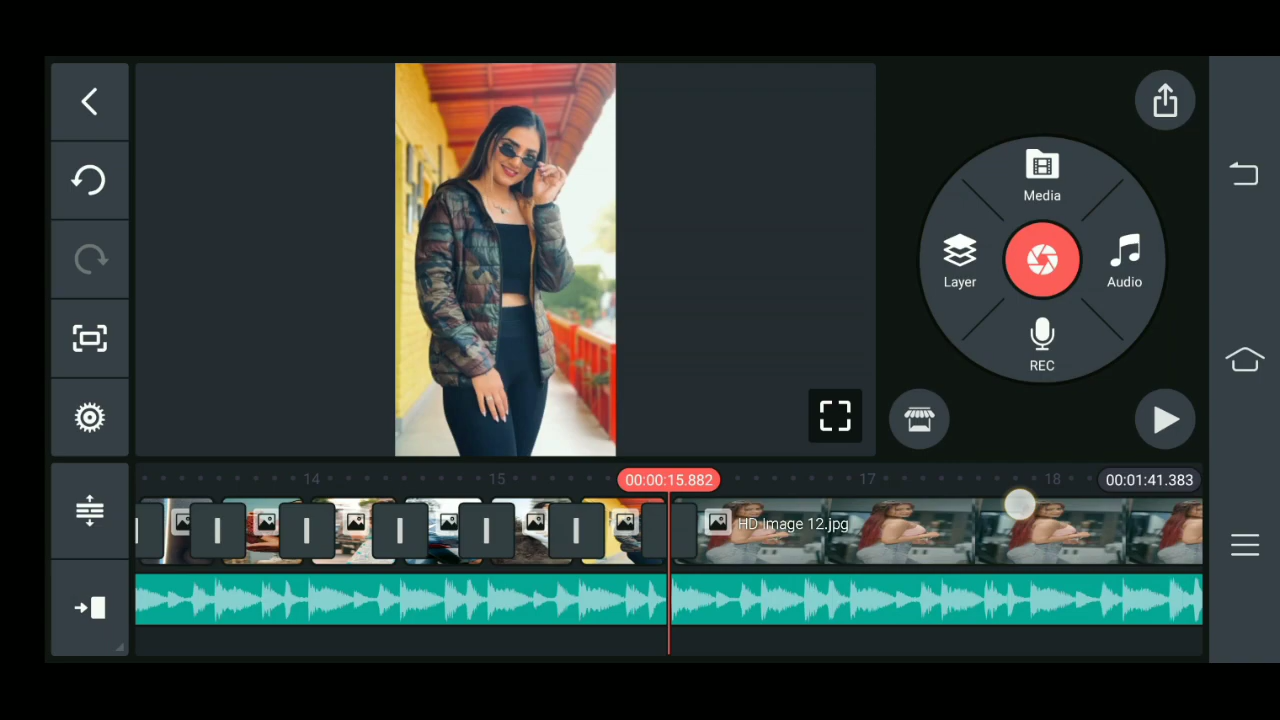 Media
Layer
Audio
REC
14
15
00:00:15.882
17
18
00:01:41.383
HD Image 12.jpg